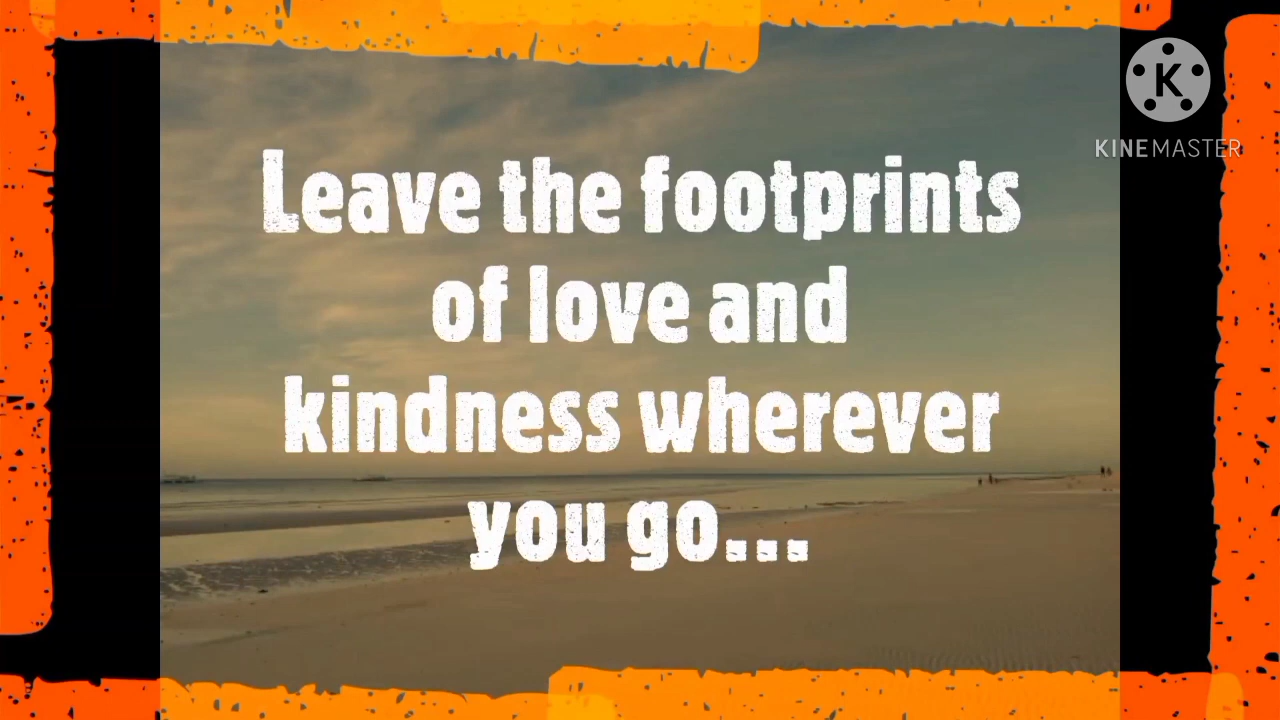 Leave the footprints
of love and
kindness wherever
you go...
K
KINEMASTER